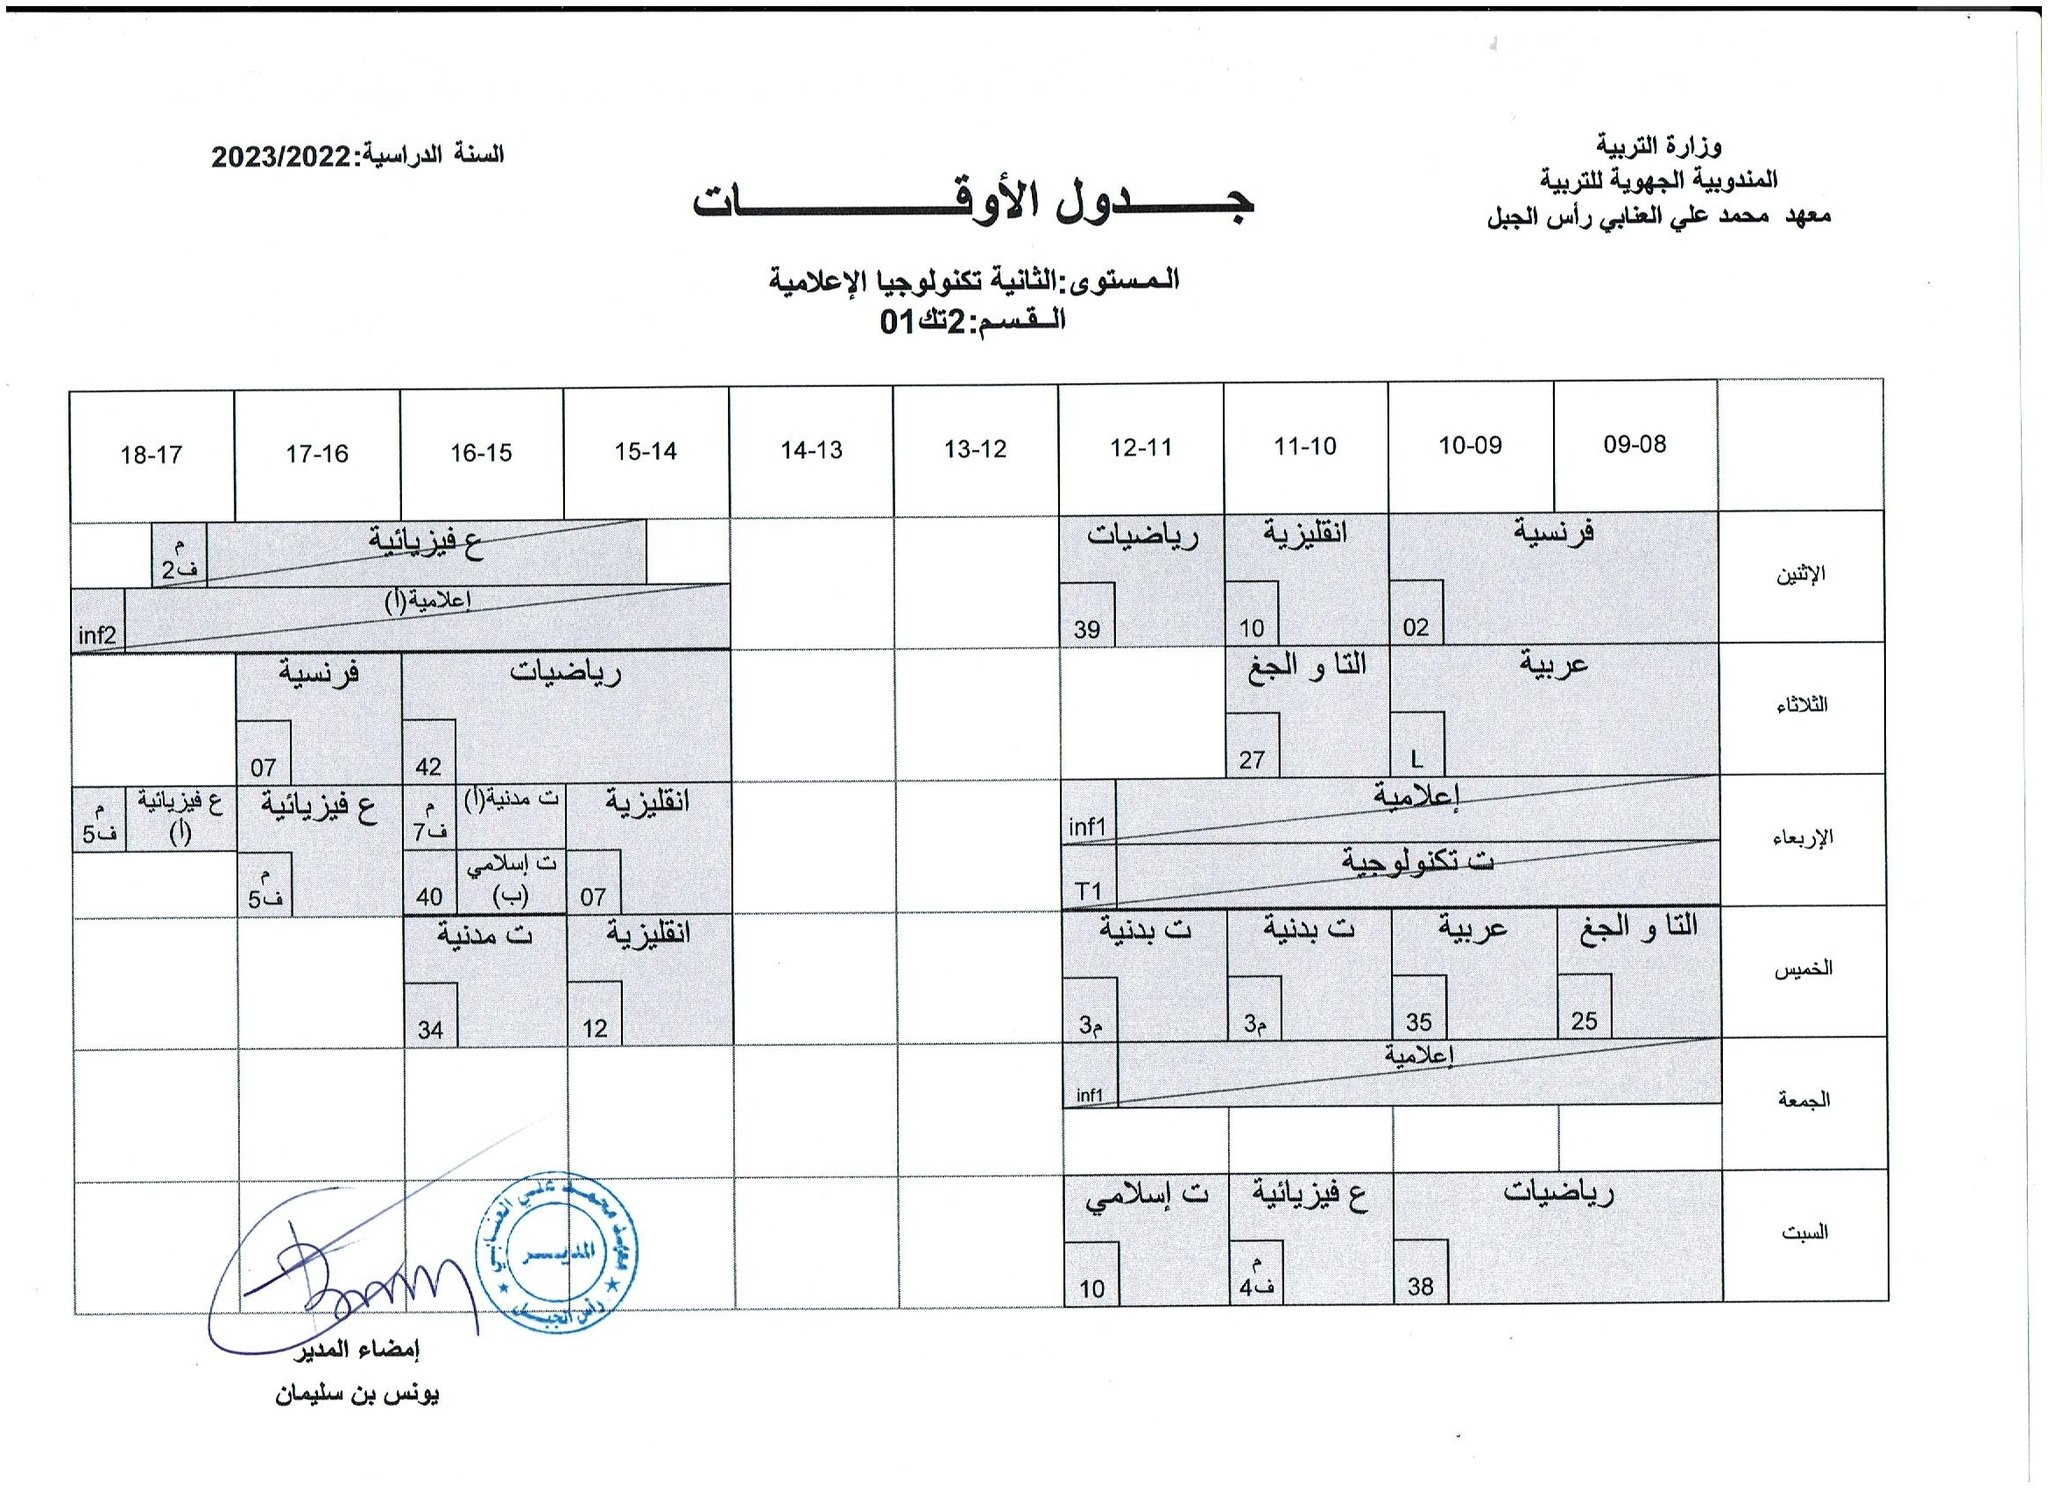 وزارة التربية
المندوبية الجهوية للتربية
معهد محمد علي العنابي رأس الجبل
السنة الدراسية:2023/2022
جـــدول الأوقـــــــــات
المستوى:الثانية تكنولوجيا الإعلامية
القسم:2تك01
09-08 10-09 11-10 12-11 13-12 14-13 15-14 16-15 17-16 18-17
الإثنين
فرنسية
02
انقليزية
10
رياضيات
39
ع فيزيائية
م
ف2
إعلامية(أ)
inf2
الثلاثاء
عربية
L
التا و الجغ
27
رياضيات
42
فرنسية
07
الإربعاء
إعلامية
inf1
ت تكنولوجية
T1
انقليزية
07
ت مدنية(أ)
م
ف7
ت إسلامي
(ب)
40
ع فيزيائية
م
ف5
ع فيزيائية
(أ)
م
ف5
الخميس
التا و الجغ
25
عربية
35
ت بدنية
م3
ت بدنية
م3
انقليزية
12
ت مدنية
34
الجمعة
إعلامية
inf1
السبت
رياضيات
38
ع فيزيائية
م
ف4
ت إسلامي
10
محمد علي العنابي
المديـر
رأس الجبـل
إمضاء المدير
يونس بن سليمان